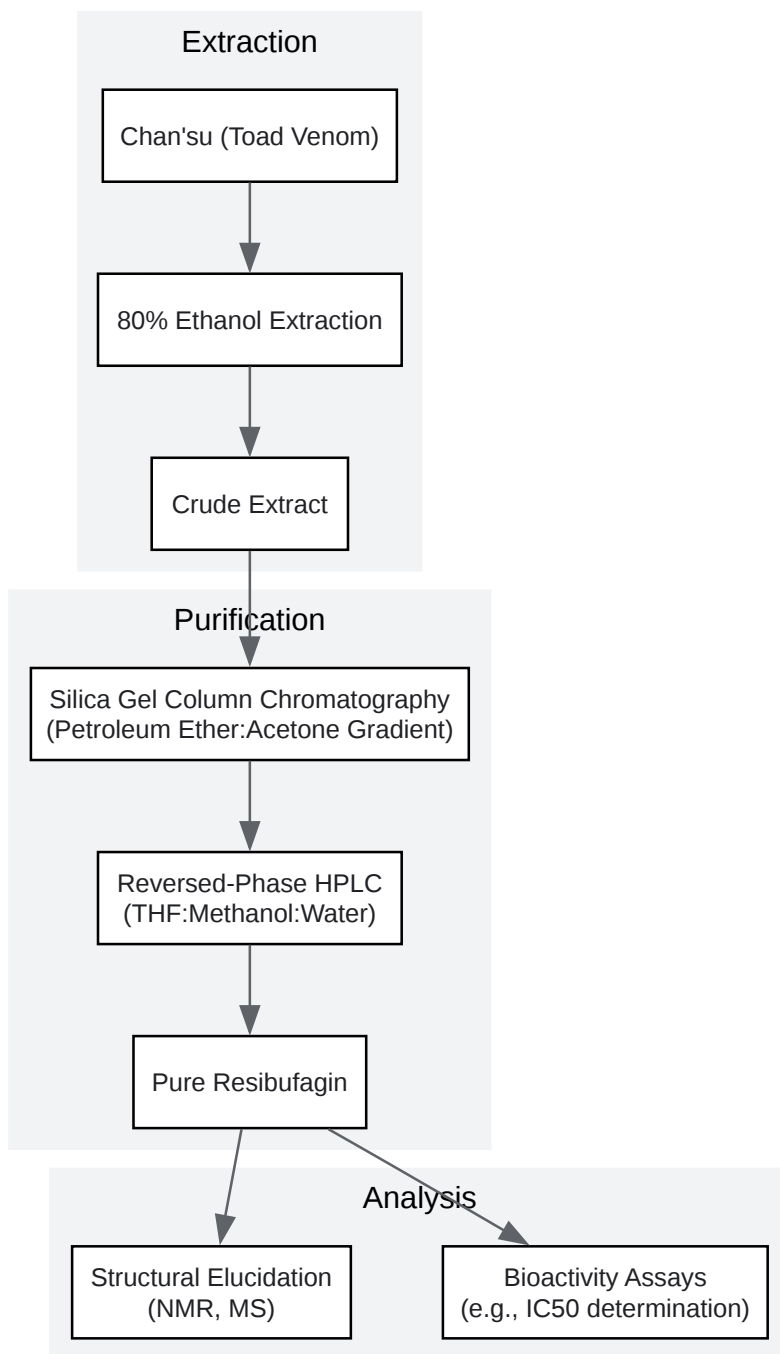 Extraction
Chan'su (Toad Venom)
80% Ethanol Extraction
Crude Extract
Purification
Silica Gel Column Chromatography
(Petroleum Ether:Acetone Gradient)
Reversed-Phase HPLC
(THF:Methanol:Water)
Pure Resibufagin
Analysis
Structural Elucidation
(NMR, MS)
Bioactivity Assays
(e.g., IC50 determination)